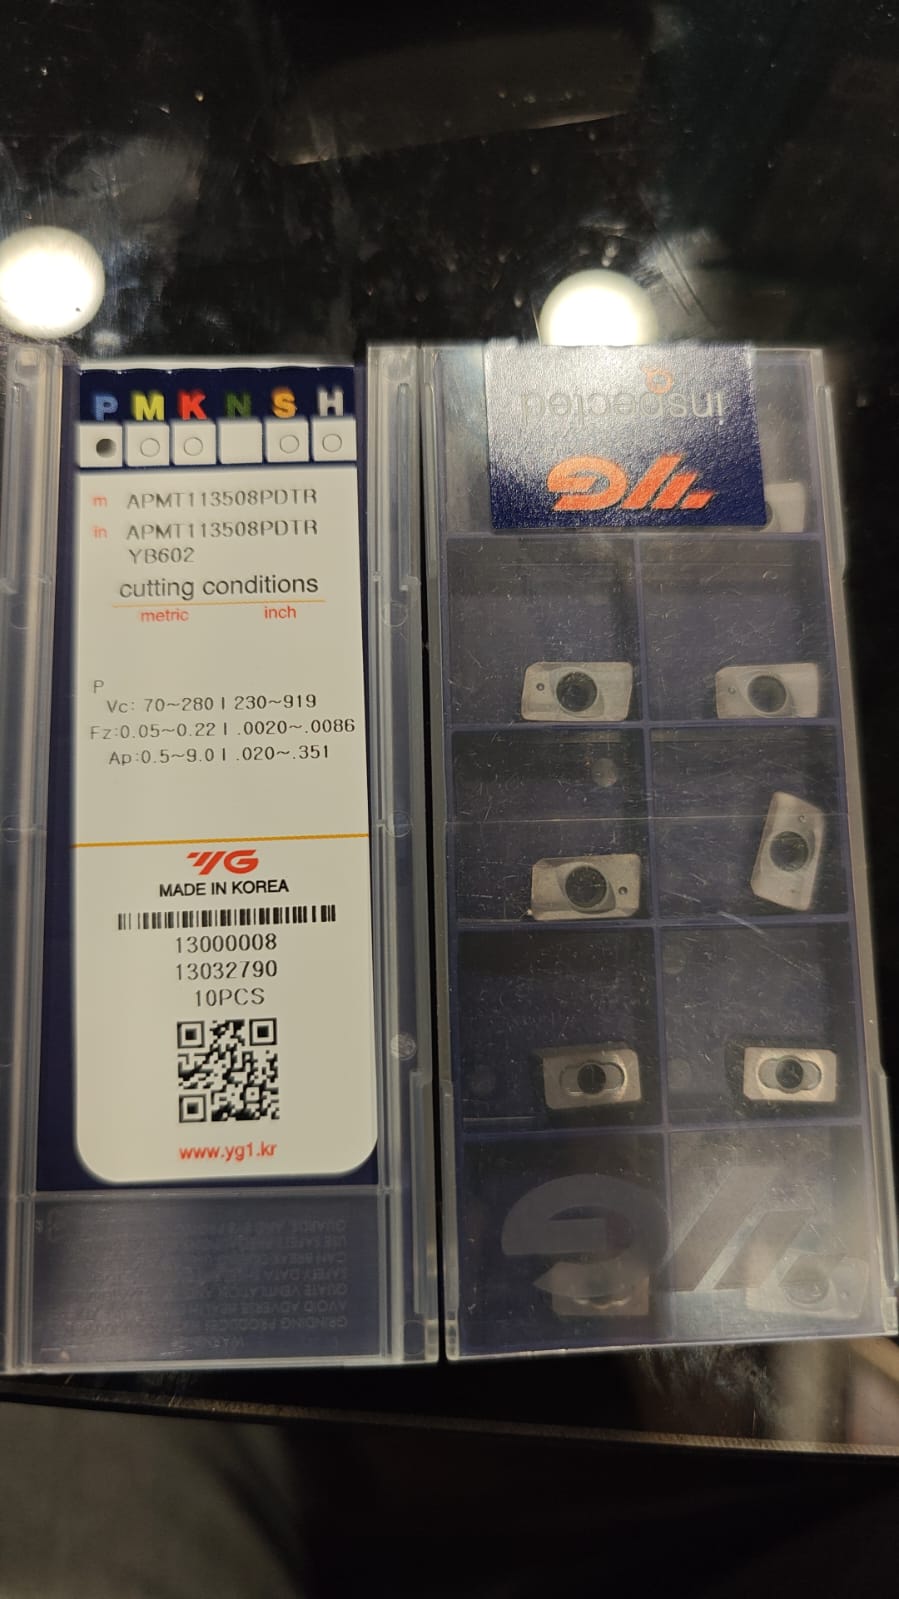 P M K N S H
m APMT113508PDTR
in APMT113508PDTR
YB602
cutting conditions
metric inch
P
Vc: 70~280 | 230~919
Fz:0.05~0.22 | .0020~.0086
Ap:0.5~9.0 | .020~.351
YG
MADE IN KOREA
13000008
13032790
10PCS
www.yg1.kr
inspected
YG
YG